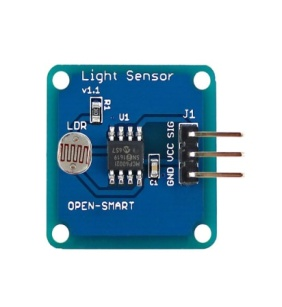 Light Sensor
v1.1
R1
LDR
U1
J1
SIG
VCC
GND
C1
OPEN-SMART